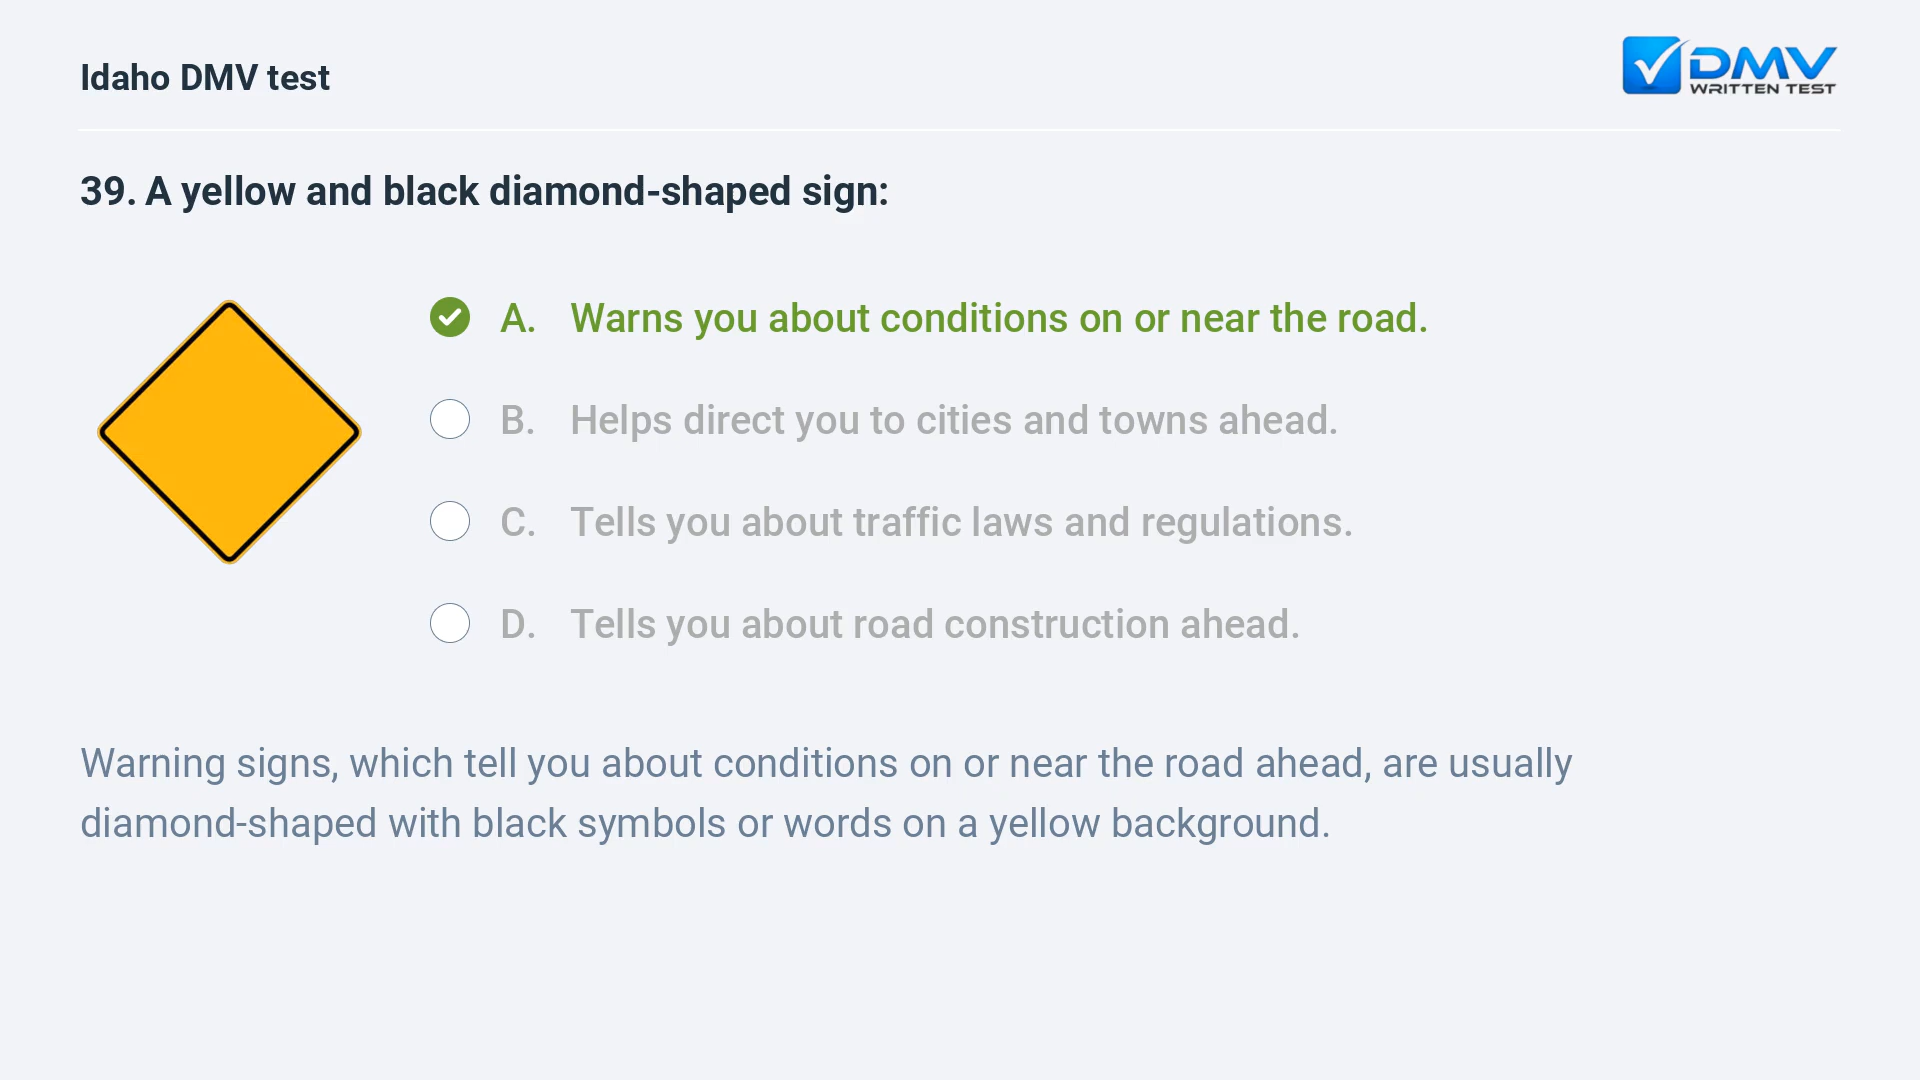 Idaho DMV test
DMV
WRITTEN TEST
39. A yellow and black diamond-shaped sign:
A. Warns you about conditions on or near the road.
B. Helps direct you to cities and towns ahead.
C. Tells you about traffic laws and regulations.
D. Tells you about road construction ahead.
Warning signs, which tell you about conditions on or near the road ahead, are usually
diamond-shaped with black symbols or words on a yellow background.